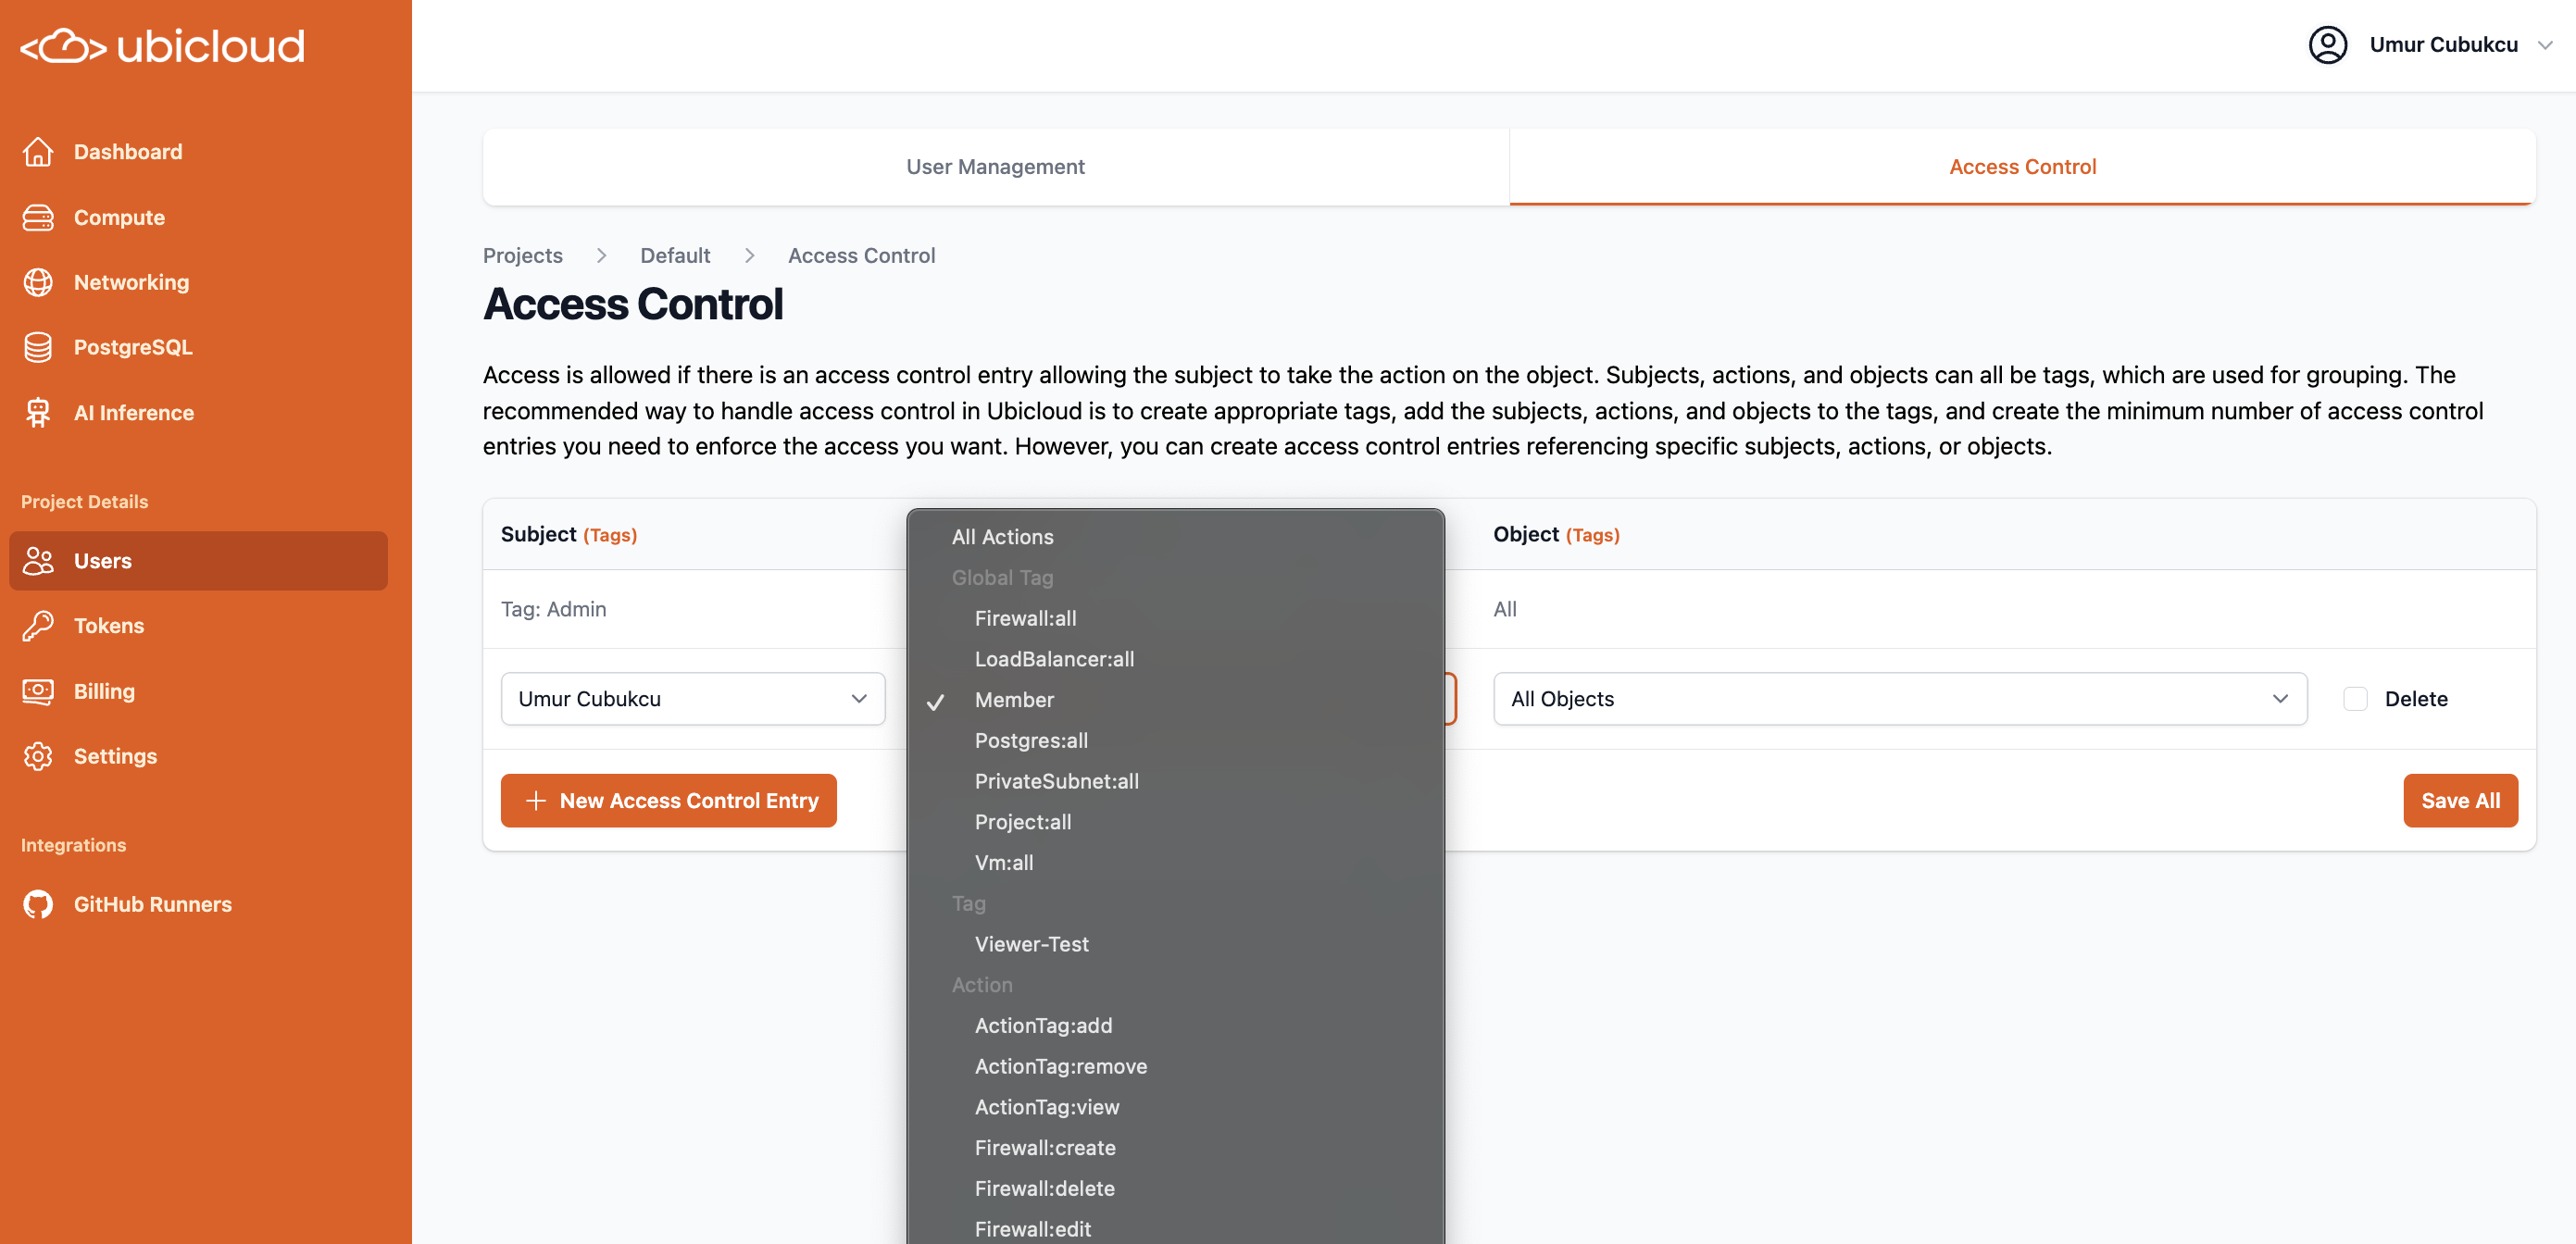 ubicloud
Umur Cubukcu
Dashboard
Compute
Networking
PostgreSQL
AI Inference
Project Details
Users
Tokens
Billing
Settings
Integrations
GitHub Runners
User Management
Access Control
Projects > Default > Access Control
Access Control
Access is allowed if there is an access control entry allowing the subject to take the action on the object. Subjects, actions, and objects can all be tags, which are used for grouping. The
recommended way to handle access control in Ubicloud is to create appropriate tags, add the subjects, actions, and objects to the tags, and create the minimum number of access control
entries you need to enforce the access you want. However, you can create access control entries referencing specific subjects, actions, or objects.
Subject (Tags)
Object (Tags)
Tag: Admin
All
Umur Cubukcu
All Objects
Delete
+ New Access Control Entry
Save All
All Actions
Global Tag
Firewall:all
LoadBalancer:all
✓ Member
Postgres:all
PrivateSubnet:all
Project:all
Vm:all
Tag
Viewer-Test
Action
ActionTag:add
ActionTag:remove
ActionTag:view
Firewall:create
Firewall:delete
Firewall:edit